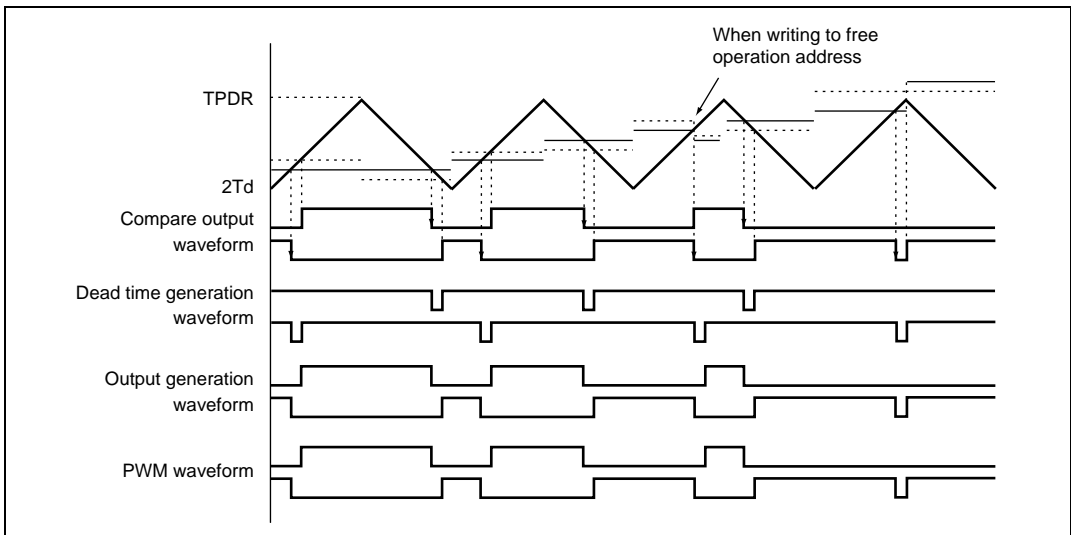 When writing to free
operation address
TPDR
2Td
Compare output
waveform
Dead time generation
waveform
Output generation
waveform
PWM waveform